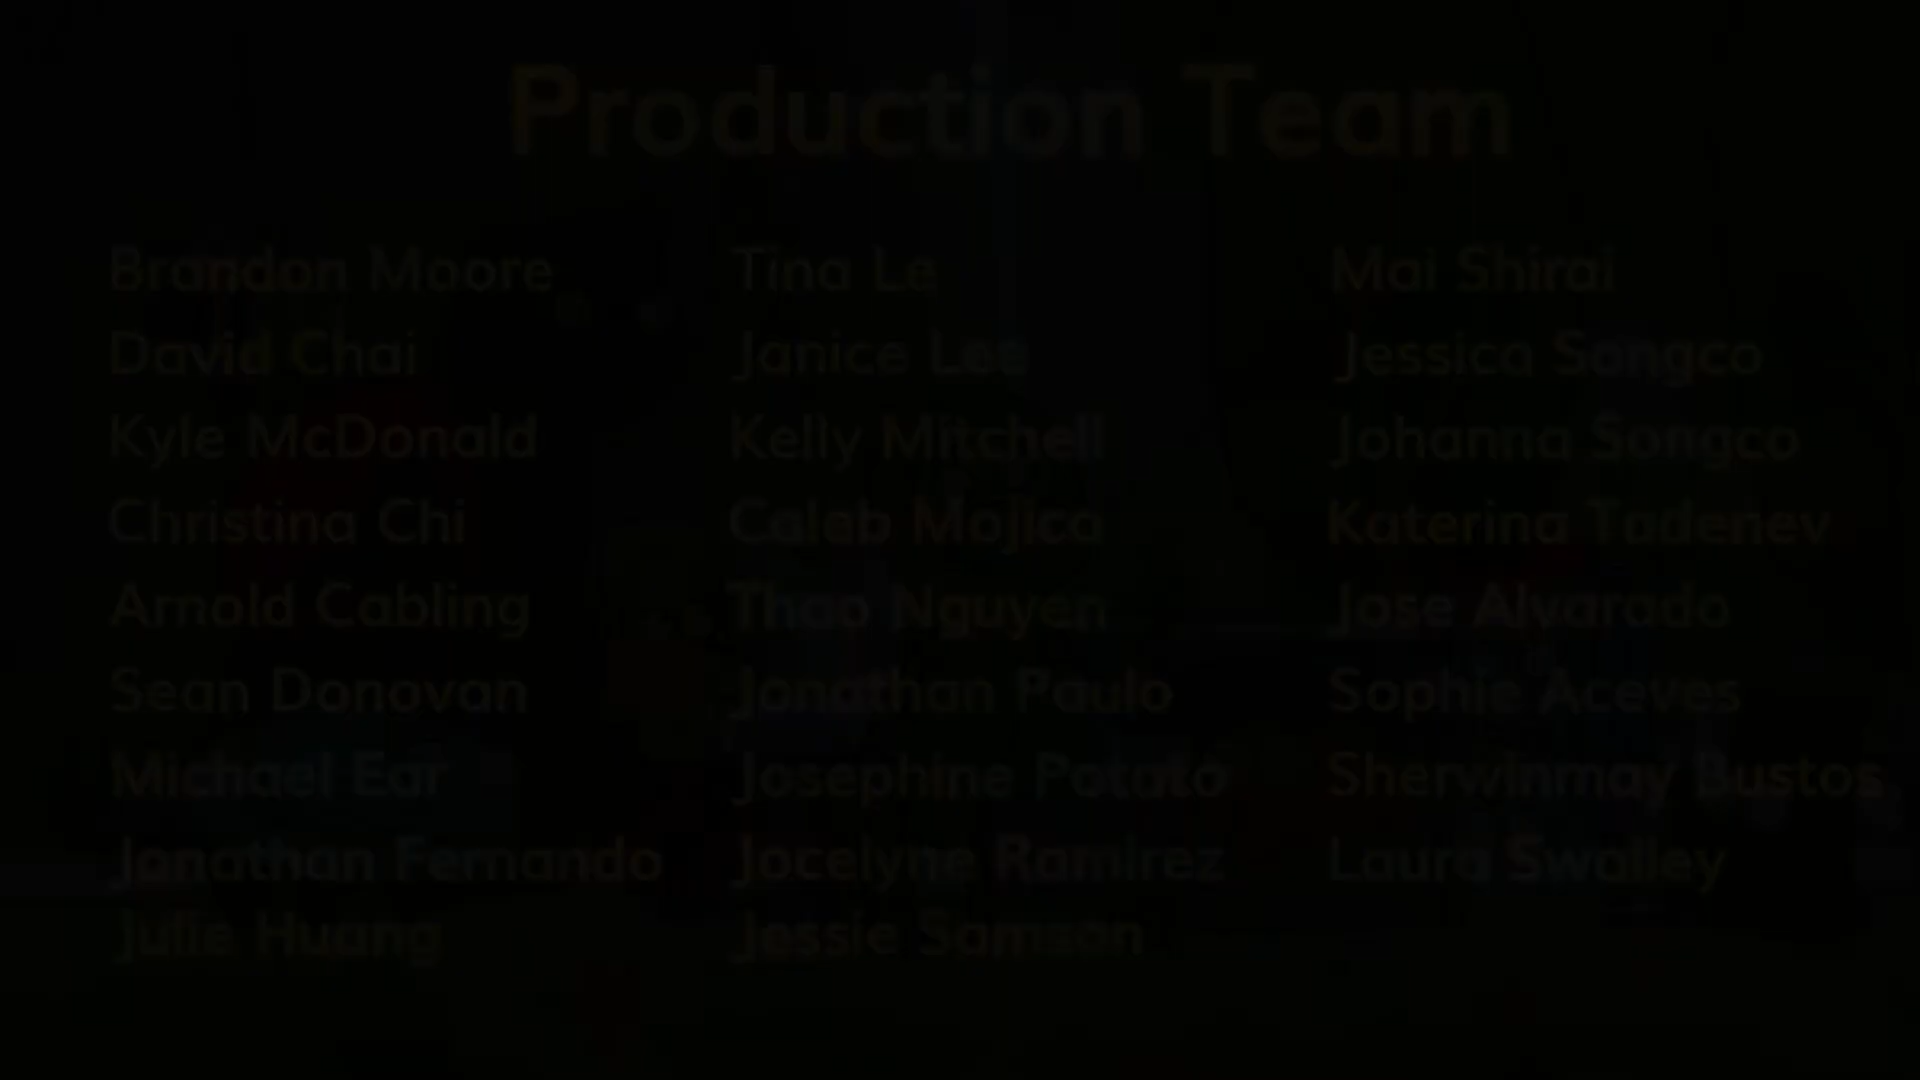 Production Team
Brandon Moore
David Chai
Kyle McDonald
Christina Chi
Arnold Cabling
Sean Donovan
Michael Ear
Jonathan Fernando
Julie Huang
Tina Le
Janice Lee
Kelly Mitchell
Caleb Mojica
Thao Nguyen
Jonathan Paulo
Josephine Potato
Jocelyne Ramirez
Jessie Samson
Mai Shirai
Jessica Songco
Johanna Songco
Katerina Tadenev
Jose Alvarado
Sophie Aceves
Sherwinmay Bustos
Laura Swalley